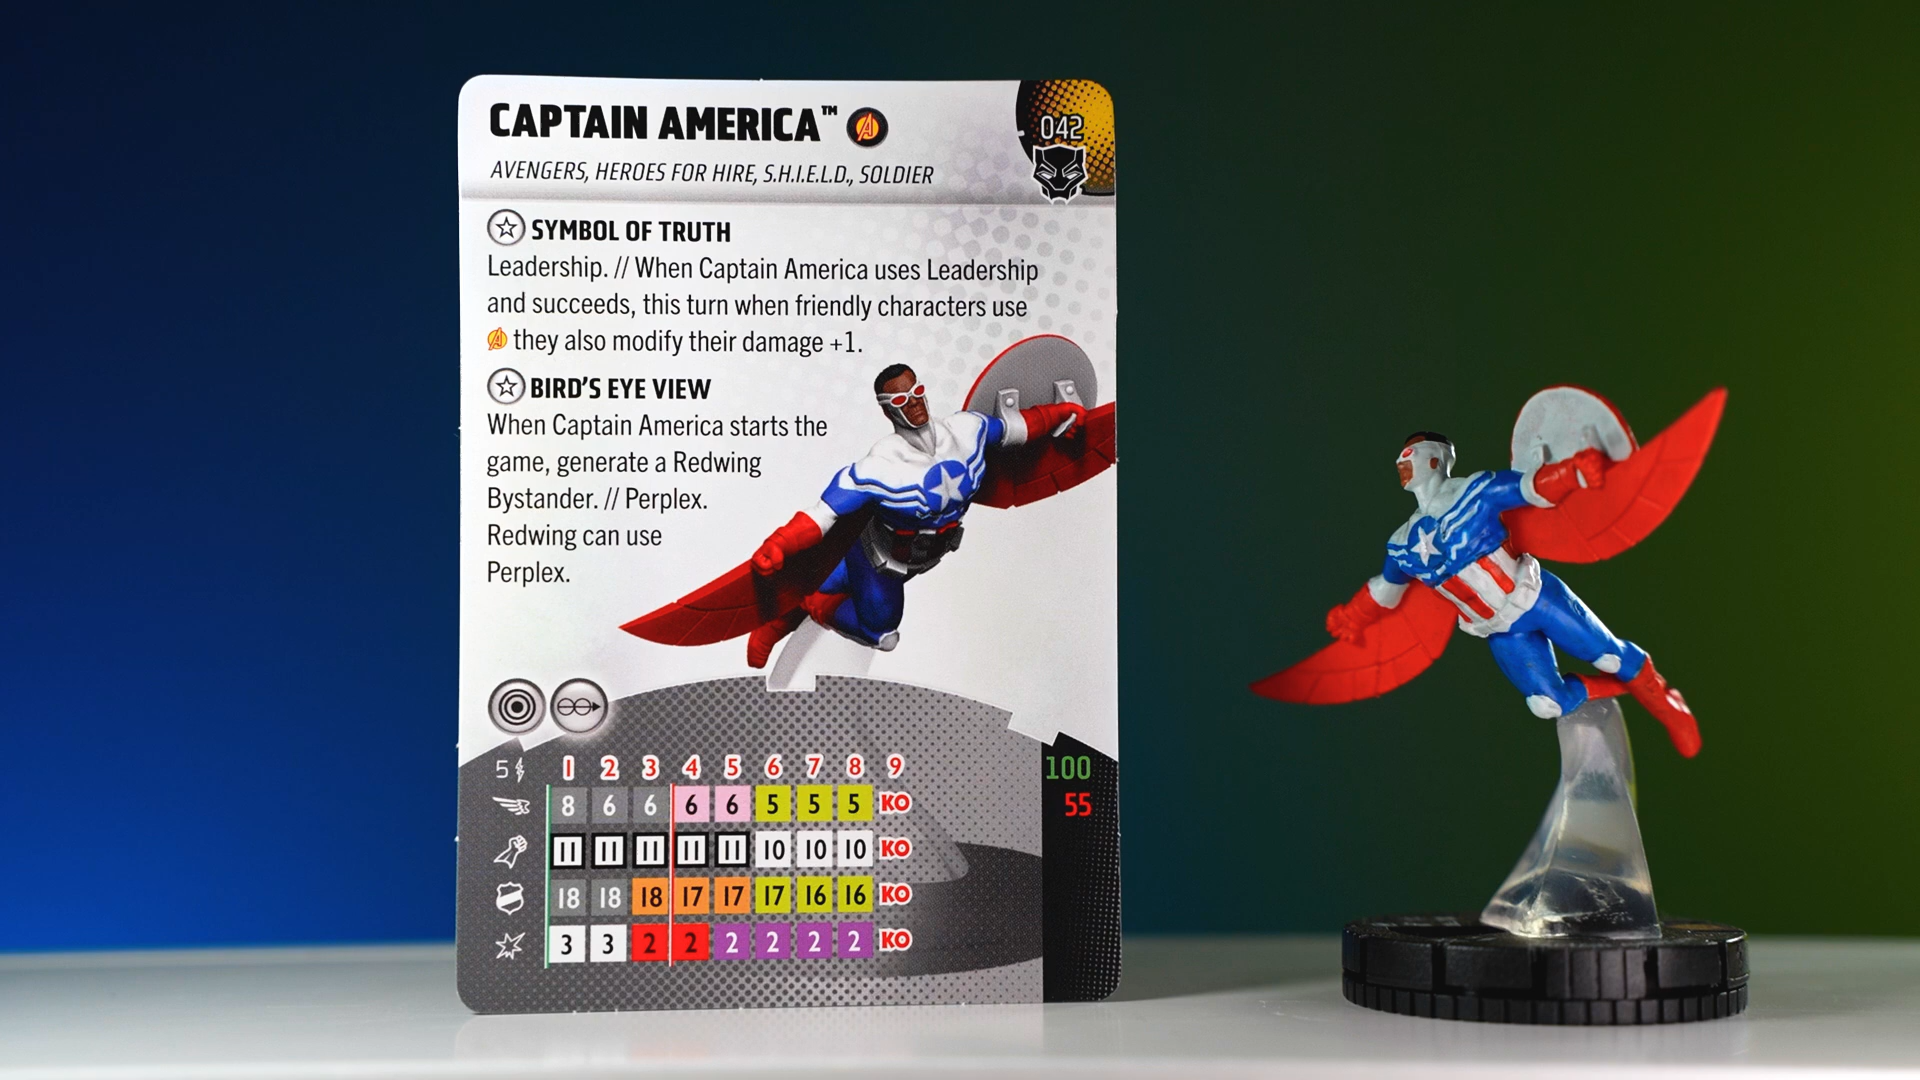 CAPTAIN AMERICA™
042
AVENGERS, HEROES FOR HIRE, S.H.I.E.L.D., SOLDIER
SYMBOL OF TRUTH
Leadership. // When Captain America uses Leadership
and succeeds, this turn when friendly characters use
they also modify their damage +1.
BIRD'S EYE VIEW
When Captain America starts the
game, generate a Redwing
Bystander. // Perplex.
Redwing can use
Perplex.
5 1 2 3 4 5 6 7 8 9 100
8 6 6 6 6 5 5 5 KO 55
11 11 11 11 11 10 10 10 KO
18 18 18 17 17 17 16 16 KO
3 3 2 2 2 2 2 2 KO